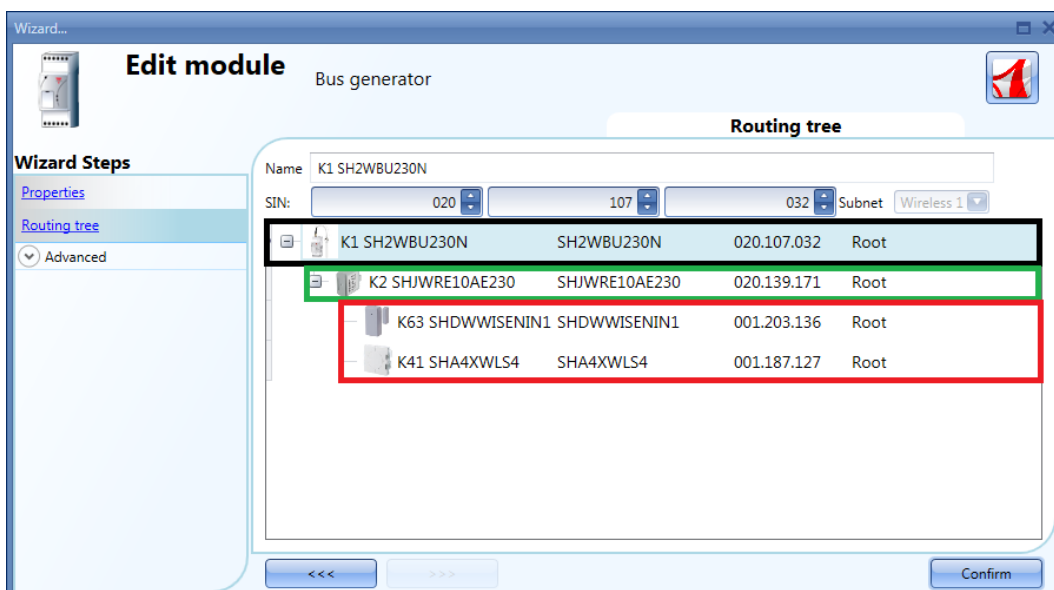 Wizard...
Edit module
Bus generator
Routing tree
Wizard Steps
Properties
Routing tree
Advanced
Name K1 SH2WBU230N
SIN: 020 107 032 Subnet Wireless 1
K1 SH2WBU230N SH2WBU230N 020.107.032 Root
K2 SHJWRE10AE230 SHJWRE10AE230 020.139.171 Root
K63 SHDWWISENIN1 SHDWWISENIN1 001.203.136 Root
K41 SHA4XWLS4 SHA4XWLS4 001.187.127 Root
<<< >>> Confirm